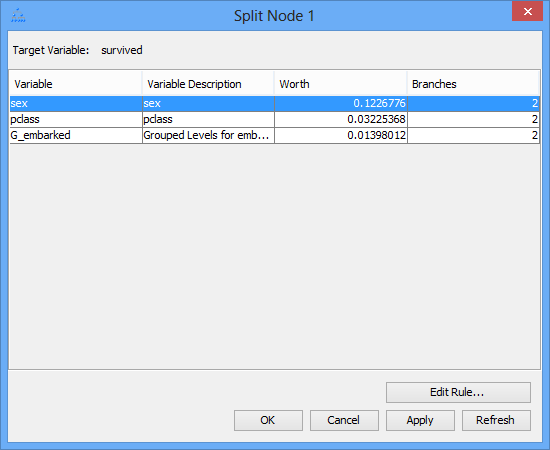 Split Node 1
Target Variable: survived
Variable Variable Description Worth Branches
sex sex 0.1226776 2
pclass pclass 0.03225368 2
G_embarked Grouped Levels for emb... 0.01398012 2
Edit Rule...
OK Cancel Apply Refresh